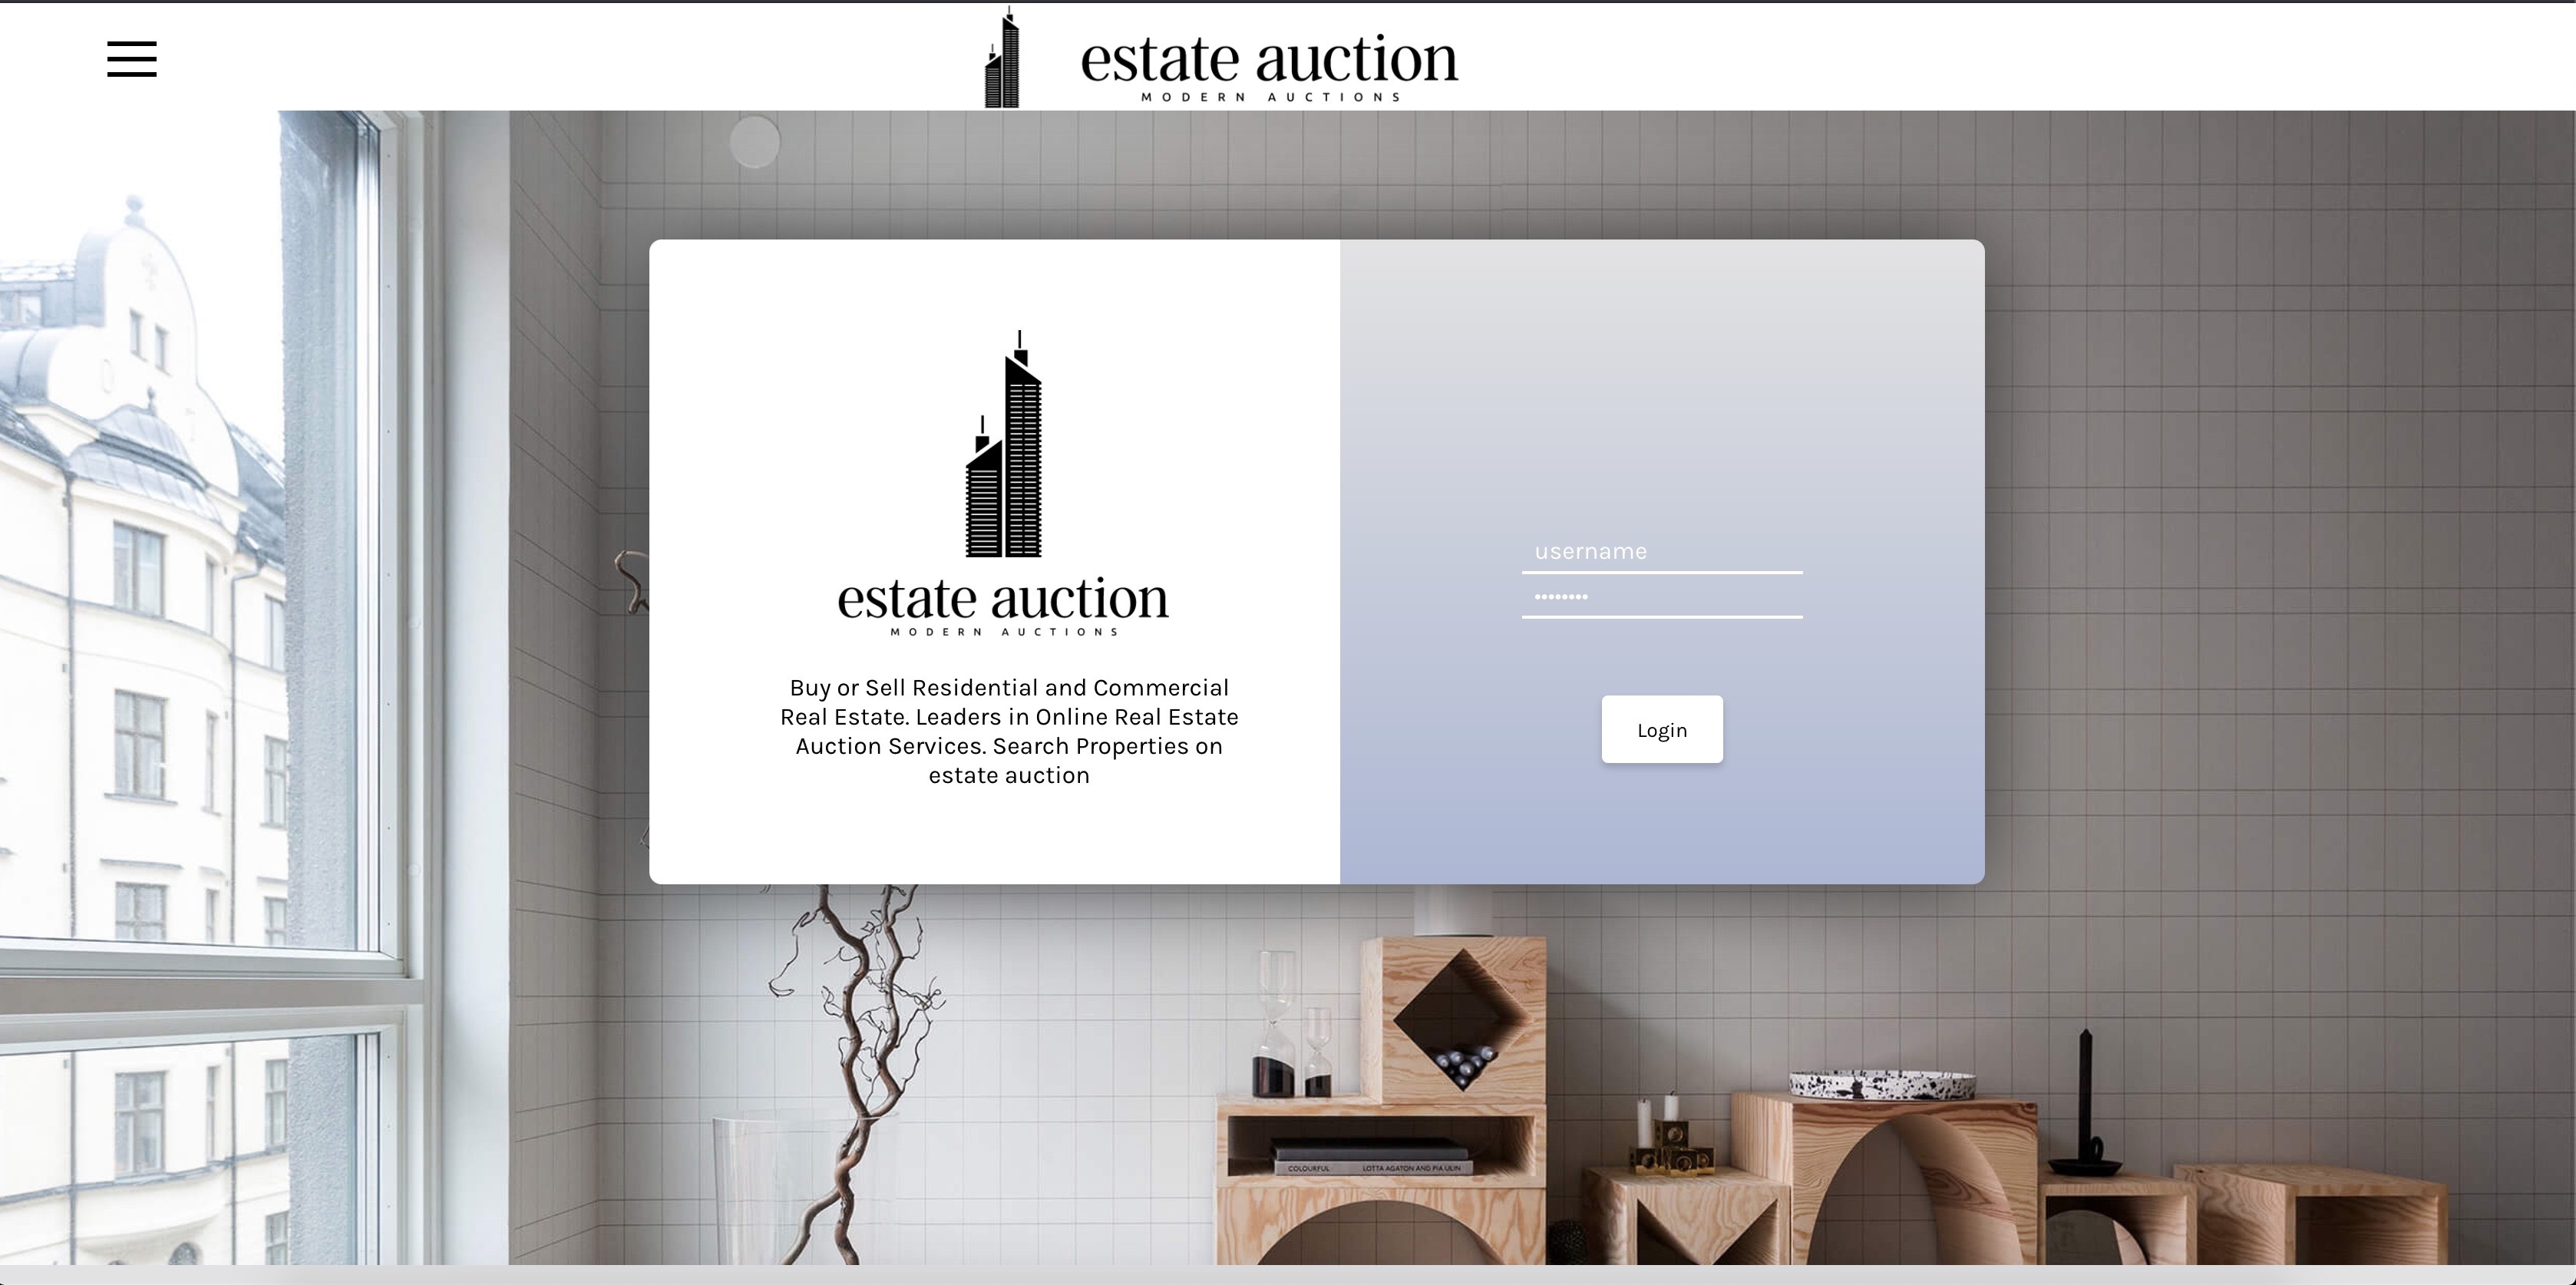 estate auction
MODERN AUCTIONS
estate auction
MODERN AUCTIONS
Buy or Sell Residential and Commercial
Real Estate. Leaders in Online Real Estate
Auction Services. Search Properties on
estate auction
username
••••••••
Login
COLOURFUL LOTTA AGATON AND PIA ULIN